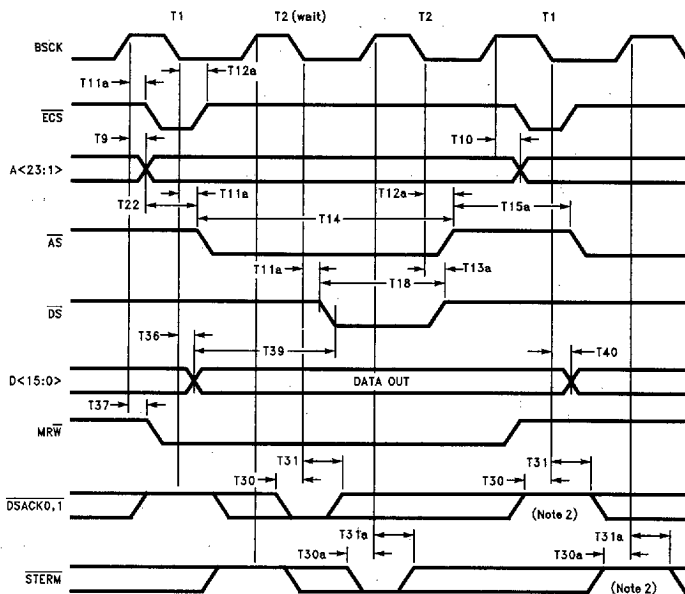 T1 T2 (wait) T2 T1
BSCK
T11a T12a
ECS
T9 T10
A<23:1>
T22 T11a T14 T12a T15a
AS
T11a T18 T13a
DS
T36 T39 T40
D<15:0> DATA OUT
T37
MRW
T31 T31
T30 T30
DSACK0,1 (Note 2)
T31a T31a
T30a T30a
STERM (Note 2)